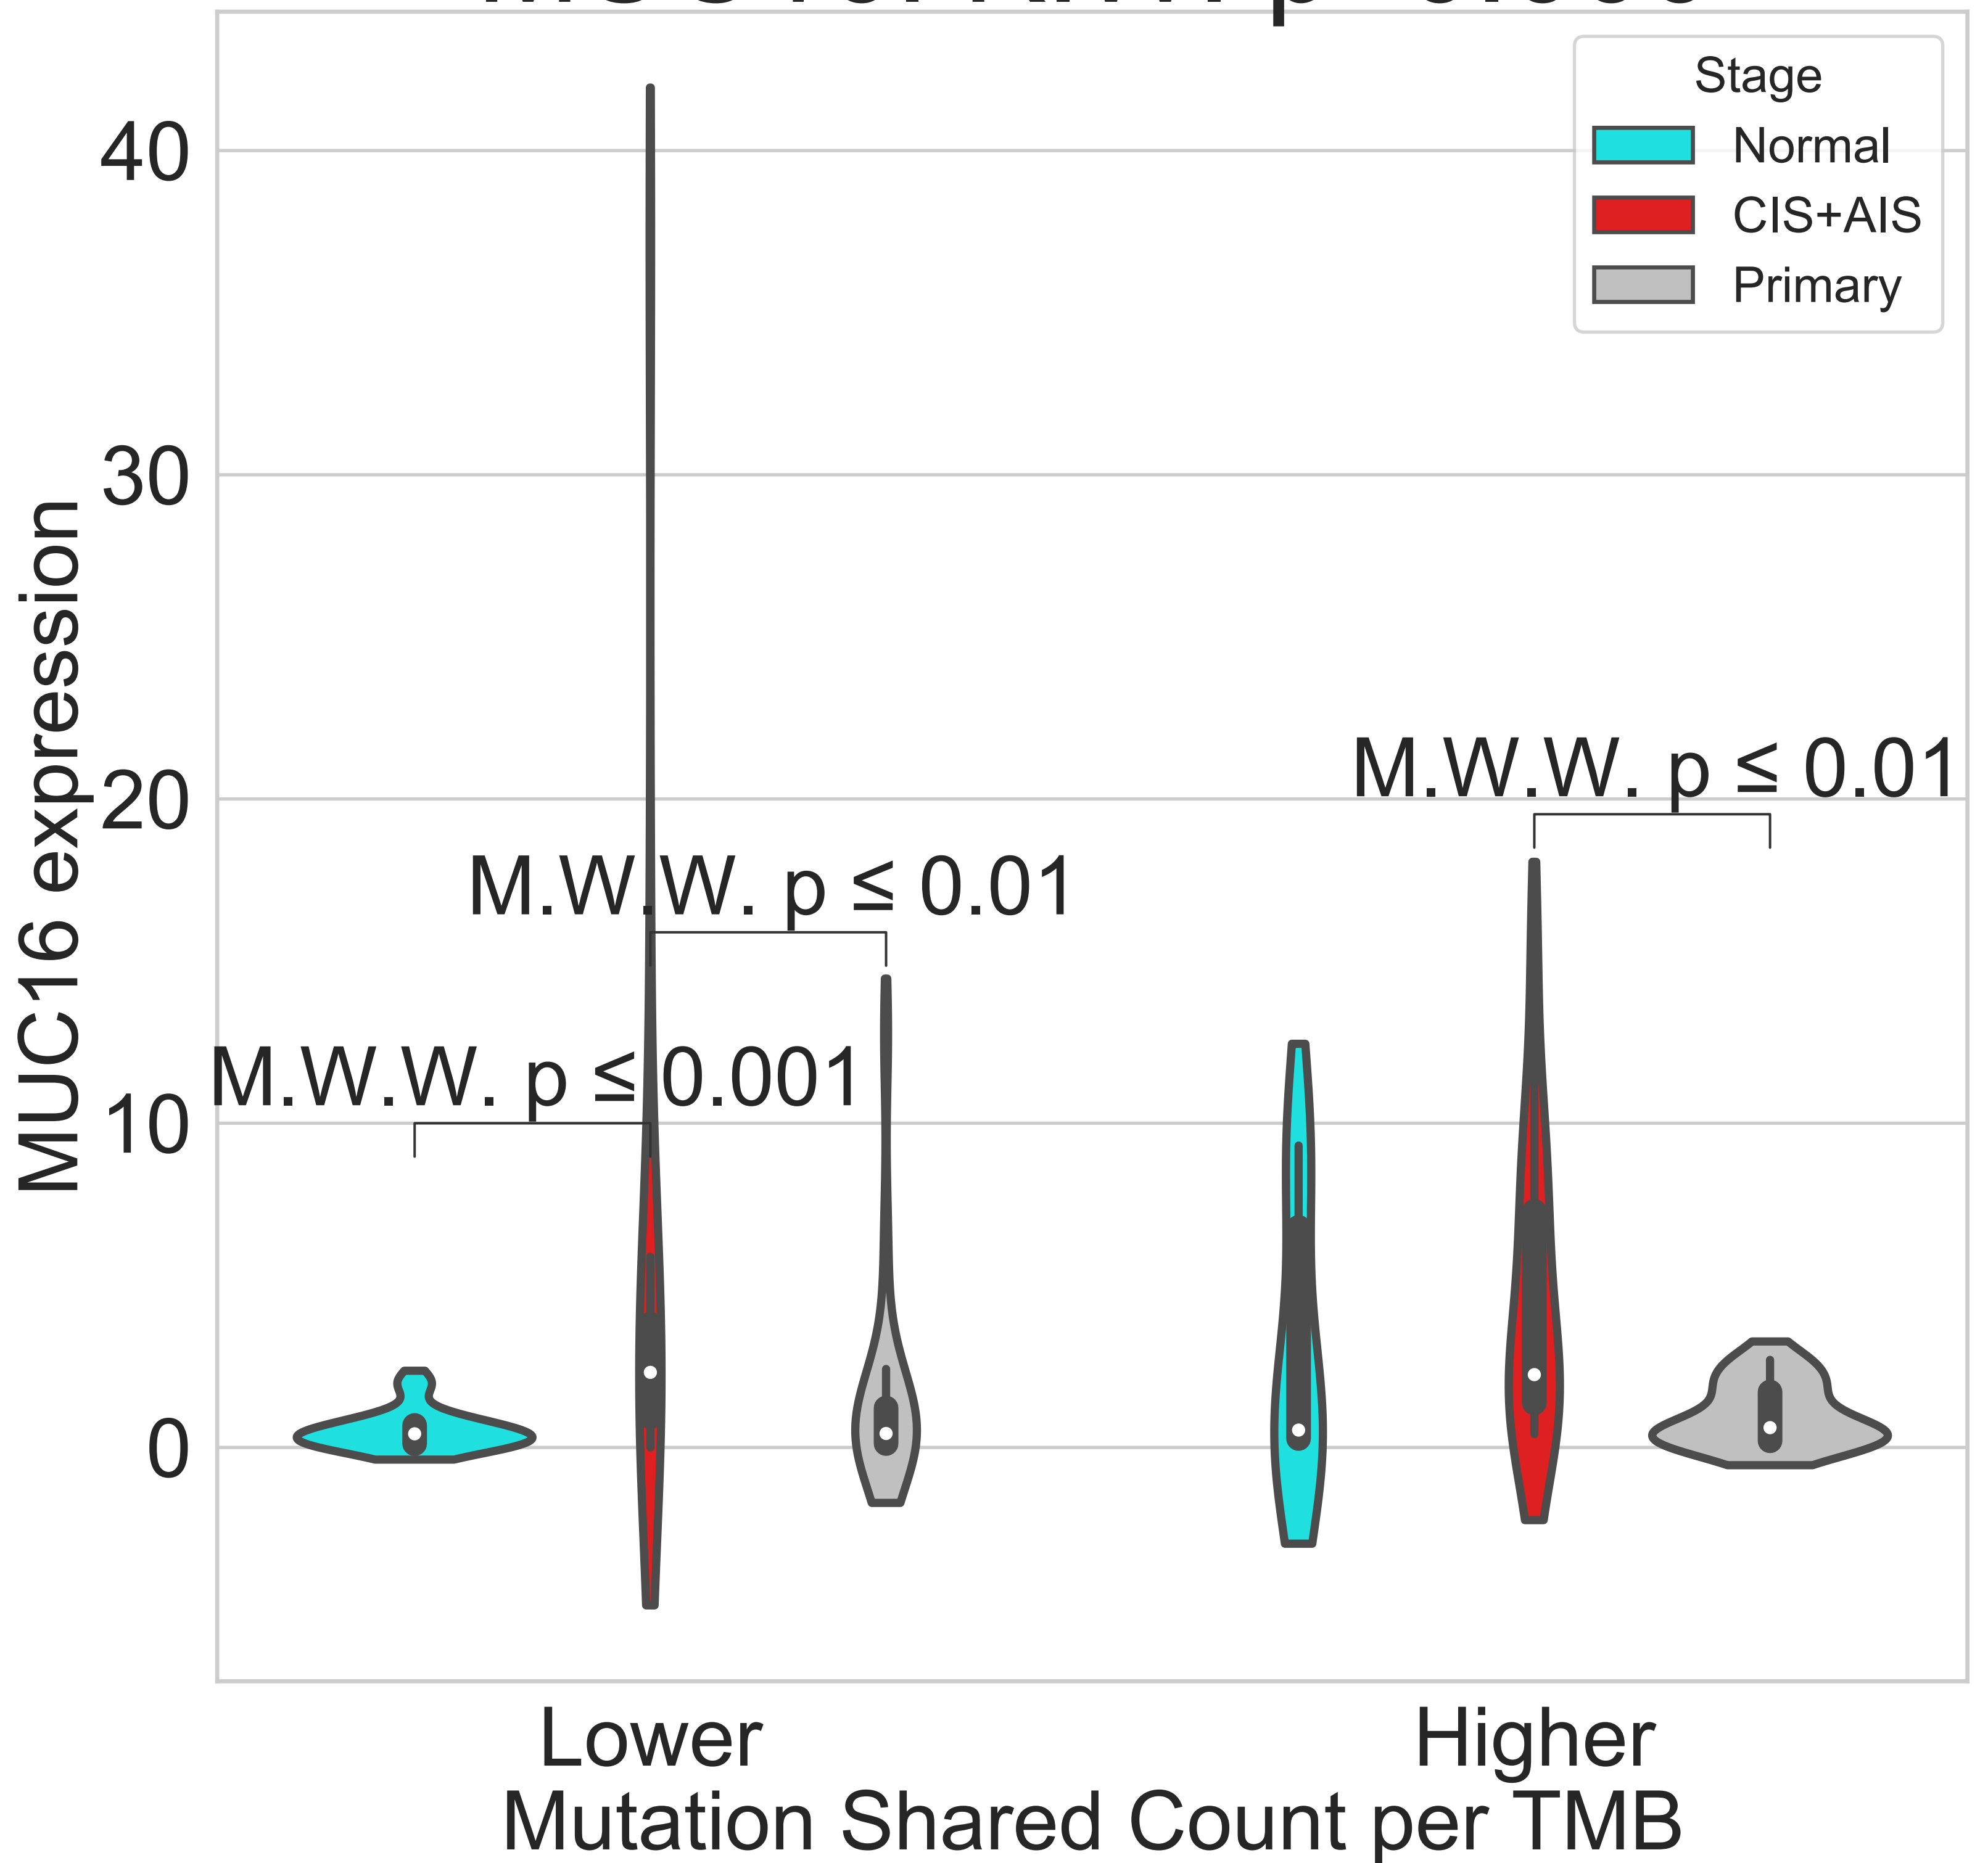 Stage
Normal
CIS+AIS
Primary
40
30
20
10
0
MUC16 expression
M.W.W. p ≤ 0.01
M.W.W. p ≤ 0.01
M.W.W. p ≤ 0.001
Lower
Higher
Mutation Shared Count per TMB